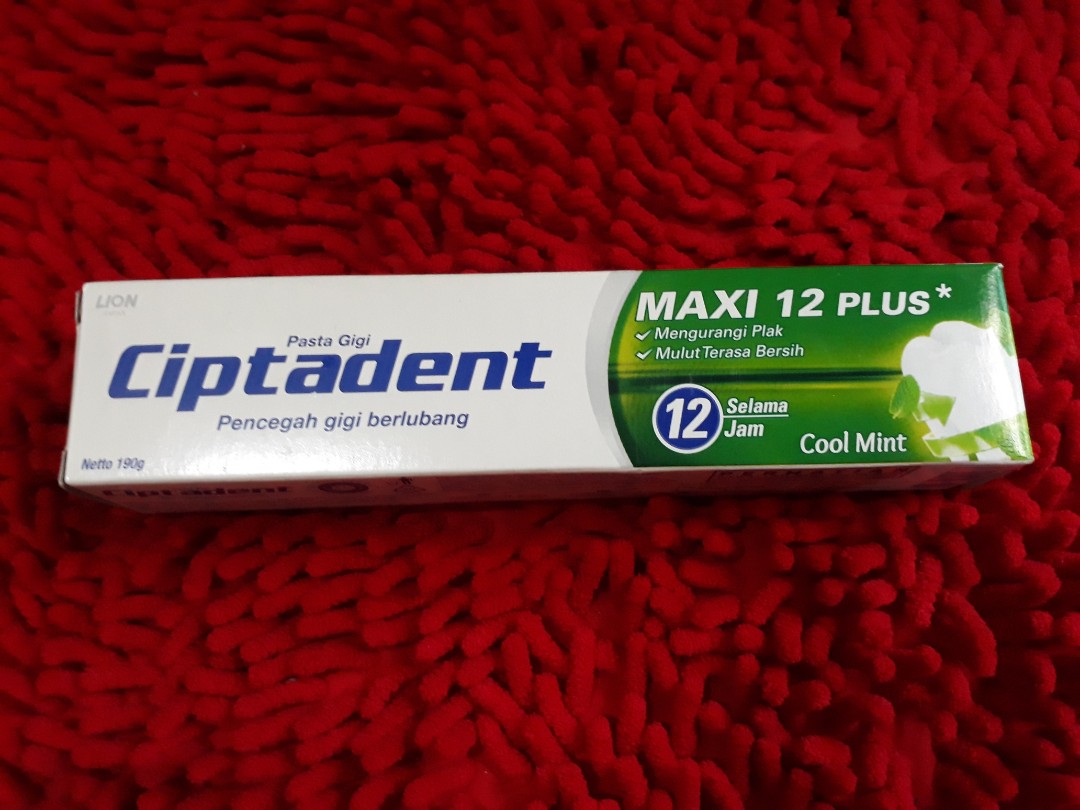 LION
Pasta Gigi
Ciptadent
Pencegah gigi berlubang
Netto 190g
MAXI 12 PLUS*
Mengurangi Plak
Mulut Terasa Bersih
12 Selama
Jam
Cool Mint
Ciptadent